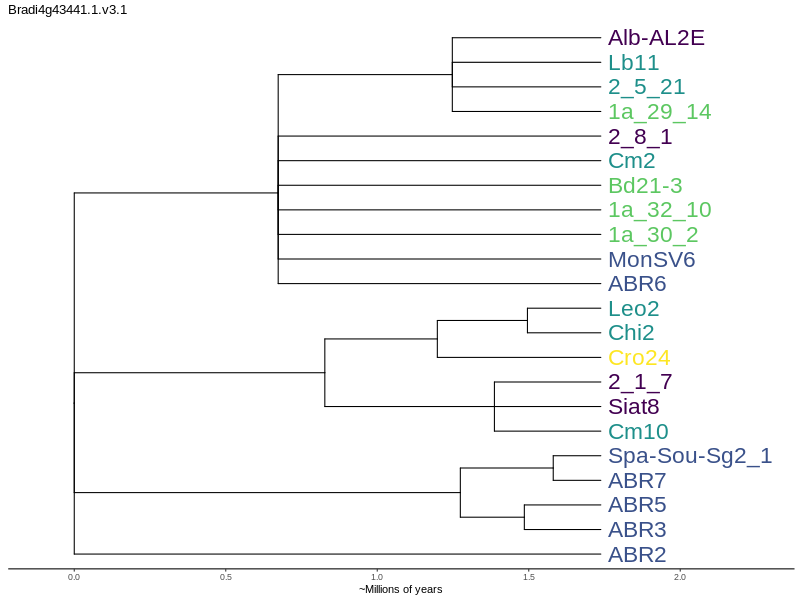 Bradi4g43441.1.v3.1
Alb-AL2E
Lb11
2_5_21
1a_29_14
2_8_1
Cm2
Bd21-3
1a_32_10
1a_30_2
MonSV6
ABR6
Leo2
Chi2
Cro24
2_1_7
Siat8
Cm10
Spa-Sou-Sg2_1
ABR7
ABR5
ABR3
ABR2
0.0 0.5 1.0 1.5 2.0
~Millions of years